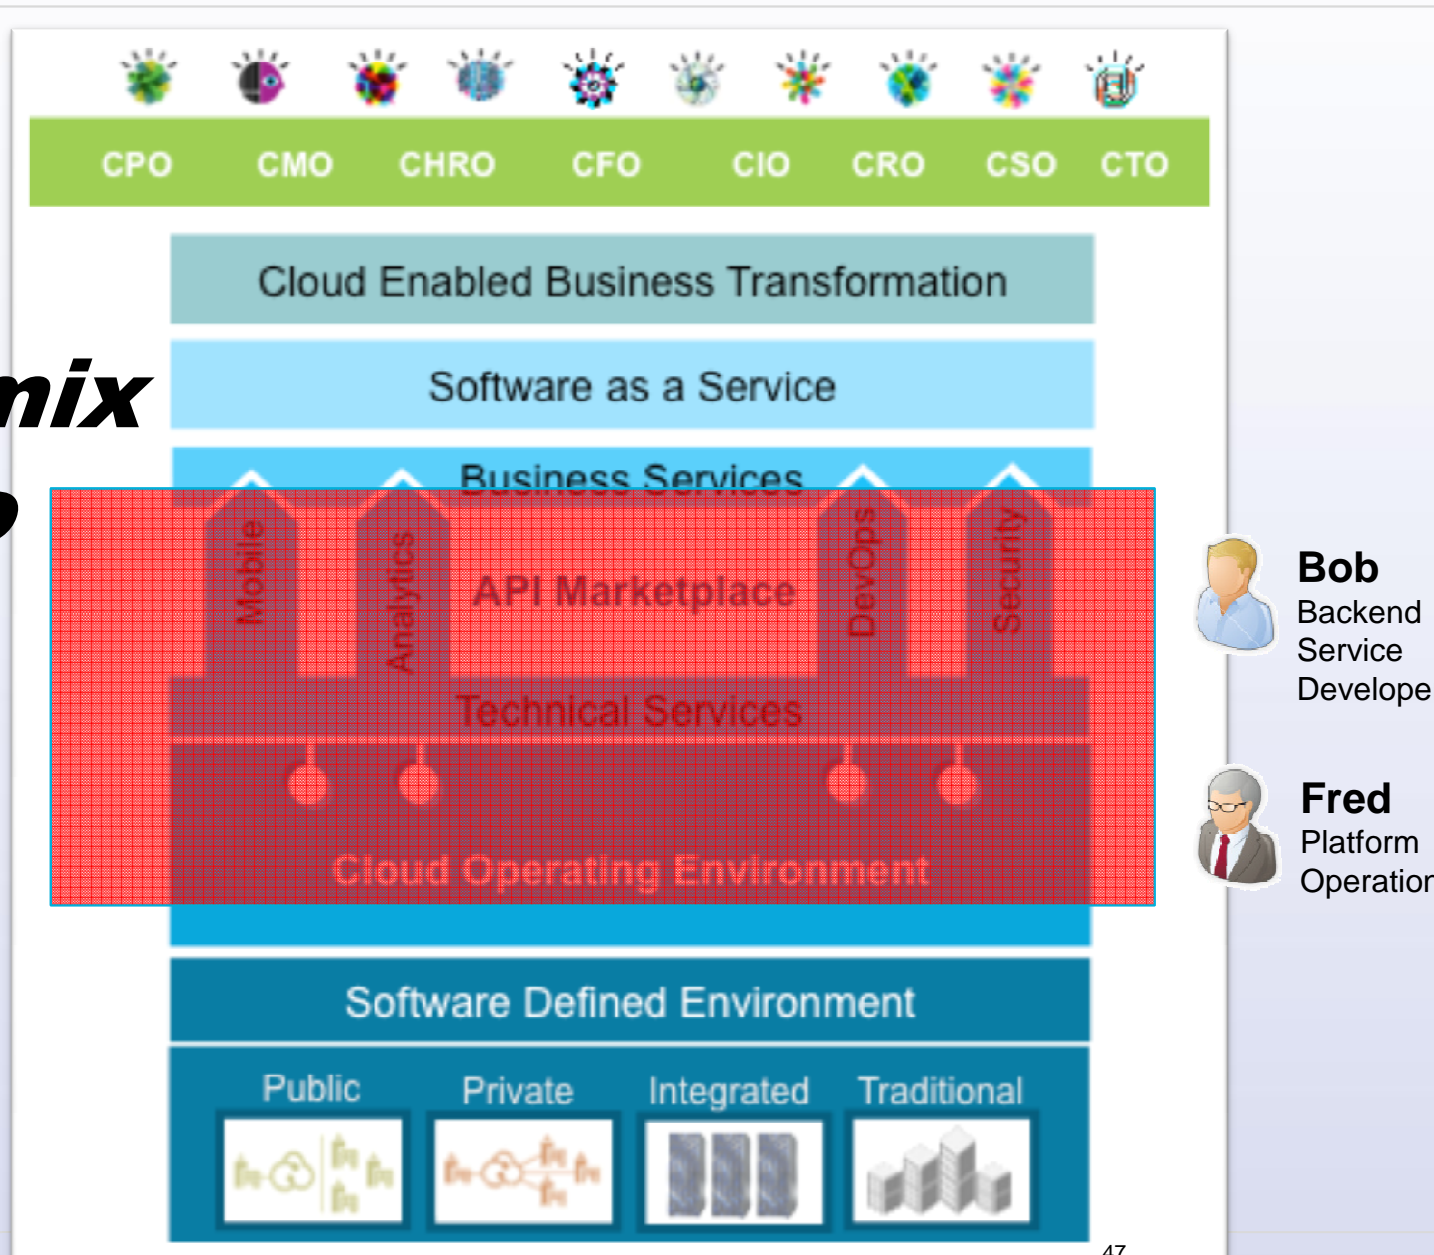 CPO CMO CHRO CFO CIO CRO CSO CTO
Cloud Enabled Business Transformation
Software as a Service
mix
Business Services
Mobile
Analytics
API Marketplace
DevOps
Security
Technical Services
Cloud Operating Environment
Bob
Backend
Service
Develope
Fred
Platform
Operation
Software Defined Environment
Public Private Integrated Traditional
47